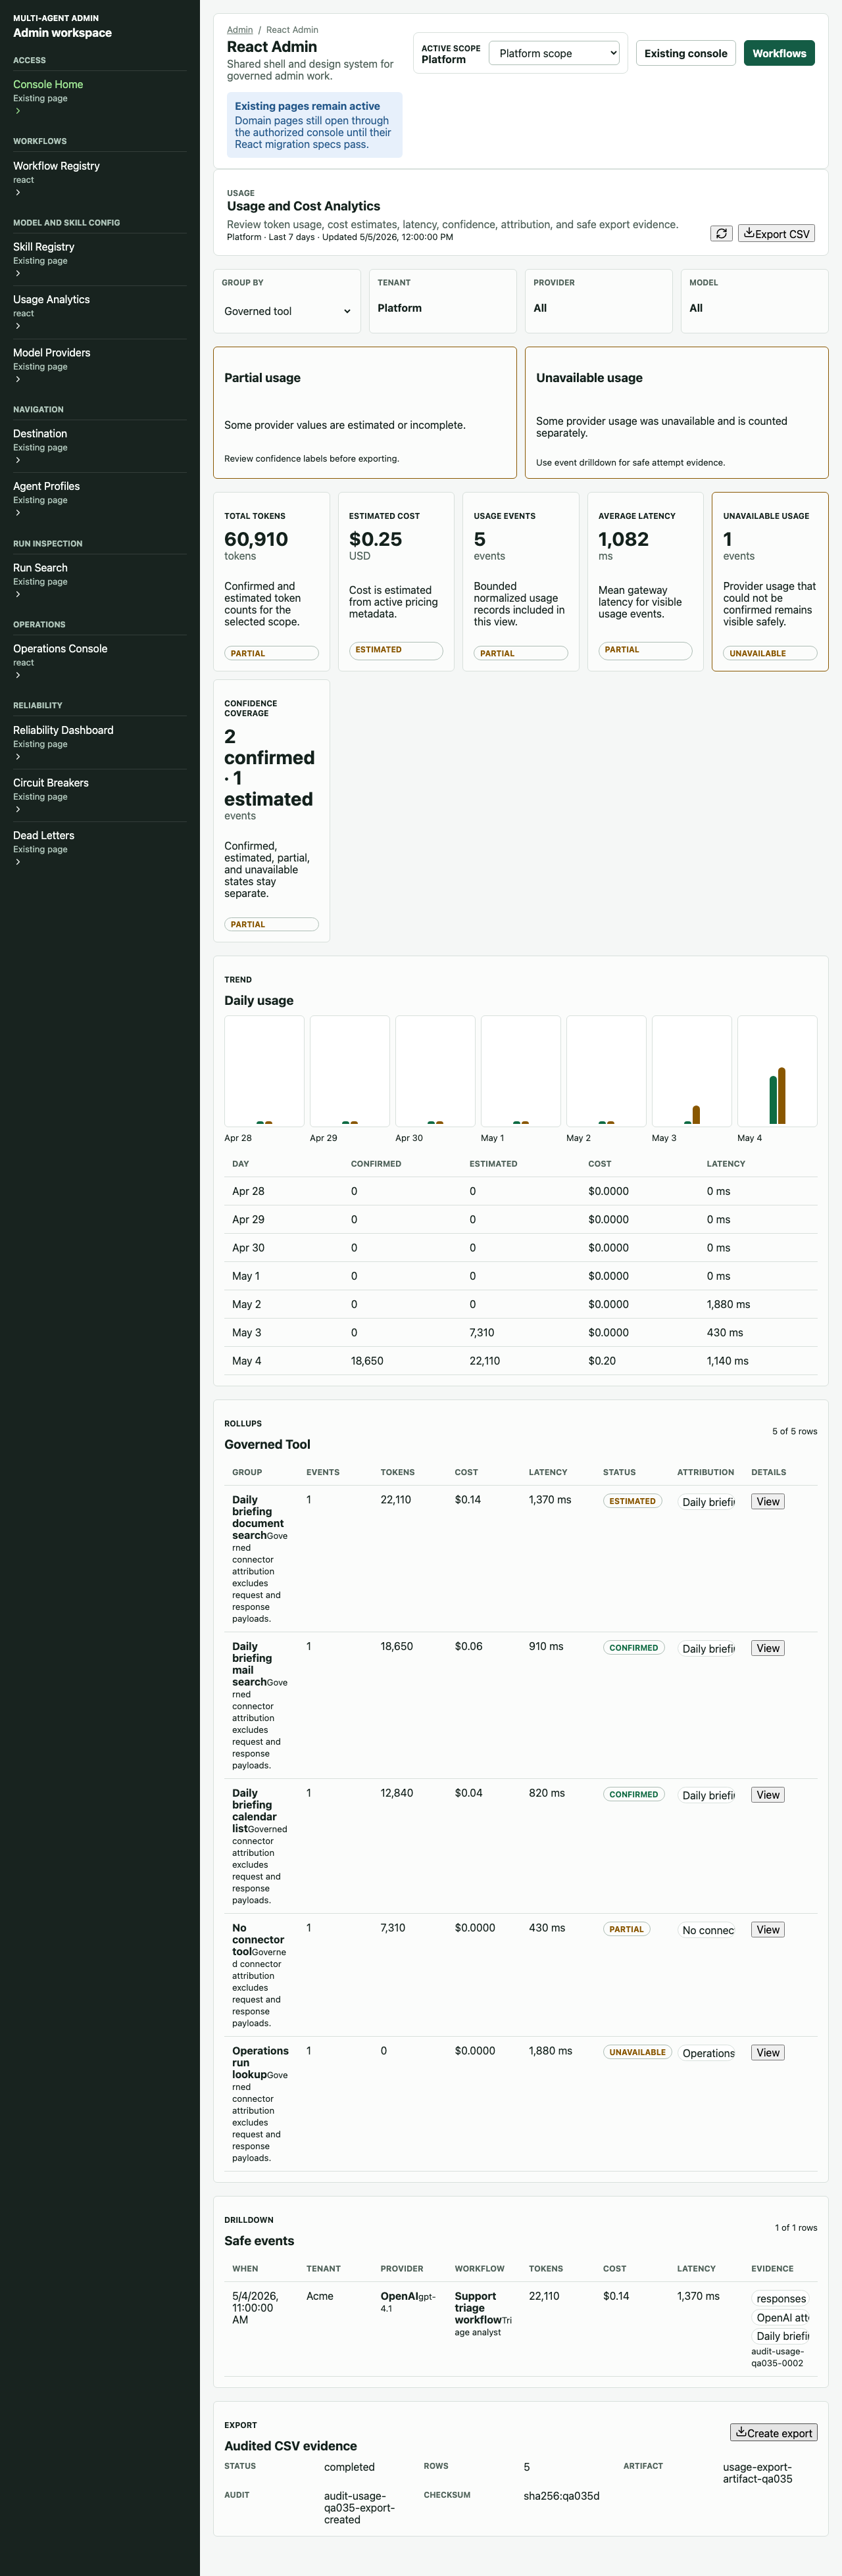 MULTI-AGENT ADMIN
Admin workspace
ACCESS
Console Home
Existing page
WORKFLOWS
Workflow Registry
react
MODEL AND SKILL CONFIG
Skill Registry
Existing page
Usage Analytics
react
Model Providers
Existing page
NAVIGATION
Destination
Existing page
Agent Profiles
Existing page
RUN INSPECTION
Run Search
Existing page
OPERATIONS
Operations Console
react
RELIABILITY
Reliability Dashboard
Existing page
Circuit Breakers
Existing page
Dead Letters
Existing page
Admin / React Admin
React Admin
Shared shell and design system for
governed admin work.
ACTIVE SCOPE
Platform
Platform scope
Existing console
Workflows
Existing pages remain active
Domain pages still open through
the authorized console until their
React migration specs pass.
USAGE
Usage and Cost Analytics
Review token usage, cost estimates, latency, confidence, attribution, and safe export evidence.
Platform · Last 7 days · Updated 5/5/2026, 12:00:00 PM
Export CSV
GROUP BY
Governed tool
TENANT
Platform
PROVIDER
All
MODEL
All
Partial usage
Some provider values are estimated or incomplete.
Review confidence labels before exporting.
Unavailable usage
Some provider usage was unavailable and is counted
separately.
Use event drilldown for safe attempt evidence.
TOTAL TOKENS
60,910
tokens
Confirmed and
estimated token
counts for the
selected scope.
PARTIAL
ESTIMATED COST
$0.25
USD
Cost is estimated
from active pricing
metadata.
ESTIMATED
USAGE EVENTS
5
events
Bounded
normalized usage
records included in
this view.
PARTIAL
AVERAGE LATENCY
1,082
ms
Mean gateway
latency for visible
usage events.
PARTIAL
UNAVAILABLE USAGE
1
events
Provider usage that
could not be
confirmed remains
visible safely.
UNAVAILABLE
CONFIDENCE
COVERAGE
2
confirmed
· 1
estimated
events
Confirmed,
estimated, partial,
and unavailable
states stay
separate.
PARTIAL
TREND
Daily usage
Apr 28 Apr 29 Apr 30 May 1 May 2 May 3 May 4
DAY CONFIRMED ESTIMATED COST LATENCY
Apr 28 0 0 $0.0000 0 ms
Apr 29 0 0 $0.0000 0 ms
Apr 30 0 0 $0.0000 0 ms
May 1 0 0 $0.0000 0 ms
May 2 0 0 $0.0000 1,880 ms
May 3 0 7,310 $0.0000 430 ms
May 4 18,650 22,110 $0.20 1,140 ms
ROLLUPS
Governed Tool
5 of 5 rows
GROUP EVENTS TOKENS COST LATENCY STATUS ATTRIBUTION DETAILS
Daily
briefing
document
searchGove
rned
connector
attribution
excludes
request and
response
payloads.
1 22,110 $0.14 1,370 ms ESTIMATED Daily briefi View
Daily
briefing
mail
searchGove
rned
connector
attribution
excludes
request and
response
payloads.
1 18,650 $0.06 910 ms CONFIRMED Daily briefi View
Daily
briefing
calendar
listGoverned
connector
attribution
excludes
request and
response
payloads.
1 12,840 $0.04 820 ms CONFIRMED Daily briefi View
No
connector
toolGoverne
d connector
attribution
excludes
request and
response
payloads.
1 7,310 $0.0000 430 ms PARTIAL No connec View
Operations
run
lookupGove
rned
connector
attribution
excludes
request and
response
payloads.
1 0 $0.0000 1,880 ms UNAVAILABLE Operations View
DRILLDOWN
Safe events
1 of 1 rows
WHEN TENANT PROVIDER WORKFLOW TOKENS COST LATENCY EVIDENCE
5/4/2026,
11:00:00
AM
Acme
OpenAIgpt-
4.1
Support
triage
workflowTri
age analyst
22,110
$0.14
1,370 ms
responses
OpenAI att
Daily briefi
audit-usage-
qa035-0002
EXPORT
Audited CSV evidence
Create export
STATUS
completed
ROWS
5
ARTIFACT
usage-export-
artifact-qa035
AUDIT
audit-usage-
qa035-export-
created
CHECKSUM
sha256:qa035d